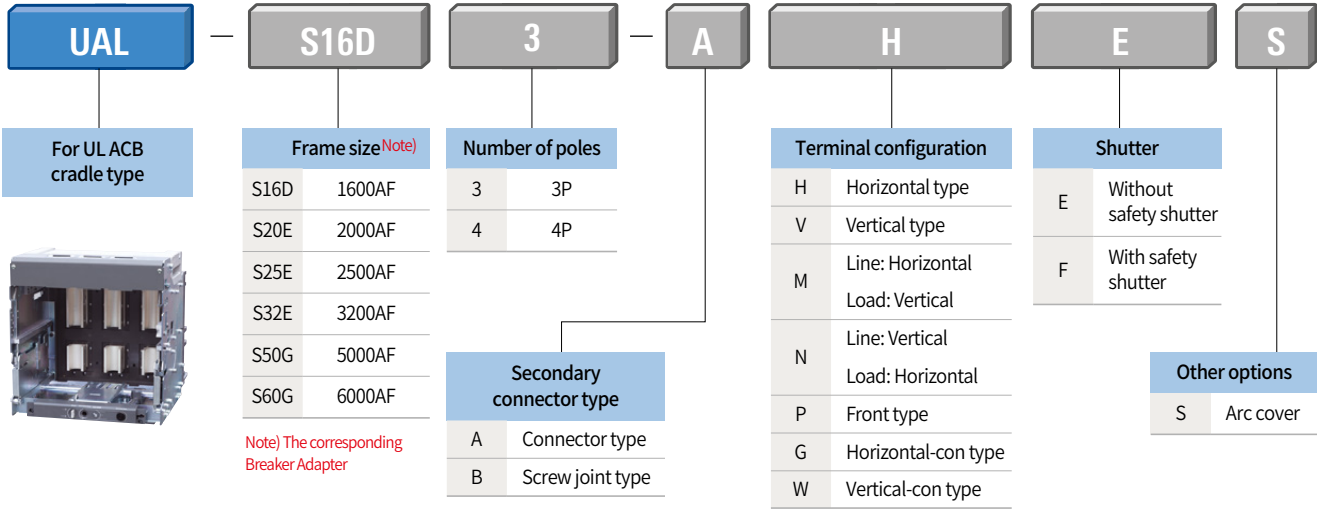 UAL — S16D 3 — A H E S
For UL ACB
cradle type
Frame size Note)
S16D 1600AF
S20E 2000AF
S25E 2500AF
S32E 3200AF
S50G 5000AF
S60G 6000AF
Note) The corresponding
Breaker Adapter
Number of poles
3 3P
4 4P
Secondary
connector type
A Connector type
B Screw joint type
Terminal configuration
H Horizontal type
V Vertical type
M Line: Horizontal
Load: Vertical
N Line: Vertical
Load: Horizontal
P Front type
G Horizontal-con type
W Vertical-con type
Shutter
E Without
safety shutter
F With safety
shutter
Other options
S Arc cover